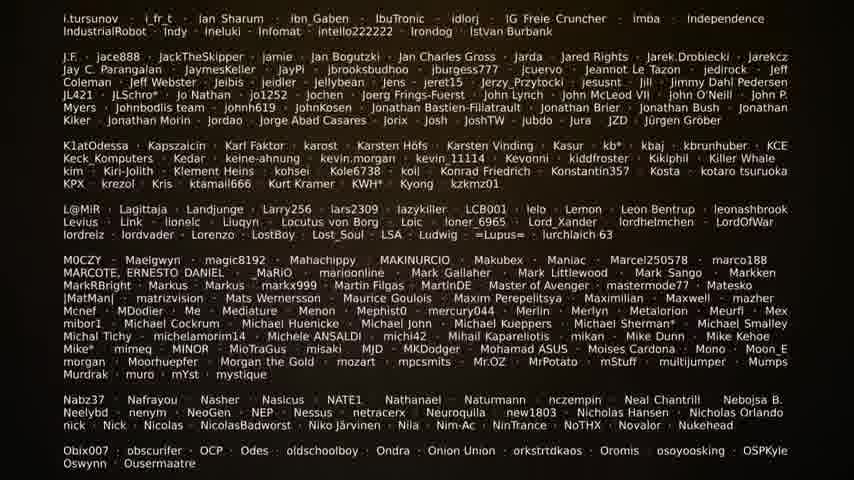 i.tursunov · i_fr_t · Ian Sharum · ibn_Gaben · IbuTronic · idlorj · IG Freie Cruncher · imba · Independence
IndustrialRobot · Indy · Ineluki · Infomat · intello222222 · Irondog · Istvan Burbank
J.F. · jace888 · JackTheSkipper · jamie · Jan Bogutzki · Jan Charles Gross · Jarda · Jared Rights · Jarek.Drobiecki · Jarekcz
Jay C. Parangalan · JaymesKeller · JayPi · jbrooksbudhoo · jburgess777 · jcuervo · Jeannot Le Tazon · jedirock · Jeff
Coleman · Jeff Webster · Jeibis · jeidler · Jellybean · Jens · jeret15 · Jerzy_Przytocki · jesusnt · Jill · Jimmy Dahl Pedersen
JL421 · JLSchro* · Jo Nathan · jo1252 · jochen · Joerg Frings-Fuerst · John Lynch · John McLeod VII · john O'Neill · John P.
Myers · Johnbodlis team · johnh619 · JohnKosen · Jonathan Bastien-Filiatrault · Jonathan Brier · Jonathan Bush · Jonathan
Kiker · Jonathan Morin · Jordao · Jorge Abad Casares · Jorix · Josh · JoshTW · jubdo · Jura · JZD · Jürgen Gröber
K1atOdessa · Kapszaicin · Karl Faktor · karost · Karsten Höfs · Karsten Vinding · Kasur · kb* · kbaj · kbrunhuber · KCE
Keck_Komputers · Kedar · keine-ahnung · kevin.morgan · kevin_11114 · Kevonni · kiddfroster · Kikiphil · Killer Whale
kim · Kiri-Jolith · Klement Heins · kohsei · Kole6738 · koil · Konrad Friedrich · Konstantin357 · Kosta · kotaro tsuruoka
KPX · krezol · Kris · ktamail666 · Kurt Kramer · KWH* · Kyong · kzkmz01
L@MiR · Lagittaja · Landjunge · Larry256 · lars2309 · lazykiller · LCB001 · lelo · Lemon · Leon Bentrup · leonashbrook
Levius · Link · lionelc · Liuqyn · Locutus von Borg · Loic · loner_6965 · Lord_Xander · lordhelmchen · LordOfWar
lordrelz · lordvader · Lorenzo · LostBoy · Lost_Soul · LSA · Ludwig · =Lupus= · lurchlaich 63
M0CZY · Maelgwyn · magic8192 · Mahachippy · MAKINURCIO · Makubex · Maniac · Marcel250578 · marco188
MARCOTE, ERNESTO DANIEL · _MaRiO · marioonline · Mark Gallaher · Mark Littlewood · Mark Sango · Markken
MarkRBright · Markus · Markus · markx999 · Martin Filgas · MartinDE · Master of Avenger · mastermode77 · Matesko
|MatMan| · matrizvision · Mats Wernersson · Maurice Goulois · Maxim Perepelitsya · Maximilian · Maxwell · mazher
Mcnef · MDodier · Me · Mediature · Menon · Mephist0 · mercury044 · Merlin · Merlyn · Metalorion · Meurfi · Mex
mibor1 · Michael Cockrum · Michael Huenicke · Michael John · Michael Kueppers · Michael Sherman* · Michael Smalley
Michal Tichy · michelamorim14 · Michele ANSALDI · michi42 · Mihail Kapareliotis · mikan · Mike Dunn · Mike Kehoe
Mike* · mimeq · MINOR · MioTraGus · misaki · MJD · MKDodger · Mohamad ASUS · Moises Cardona · Mono · Moon_E
morgan · Moorhuepfer · Morgan the Gold · mozart · mpcsmits · Mr.OZ · MrPotato · mStuff · multijumper · Mumps
Murdrak · muro · mYst · mystique
Nabz37 · Nafrayou · Nasher · Nasicus · NATE1 · Nathanael · Naturmann · nczempin · Neal Chantrill · Nebojsa B.
Neelybd · nenym · NeoGen · NEP · Nessus · netracerx · Neuroquila · new1803 · Nicholas Hansen · Nicholas Orlando
nick · Nick · Nicolas · NicolasBadworst · Niko Järvinen · Nila · Nim-Ac · NinTrance · NoTHX · Novalor · Nukehead
Obix007 · obscurifer · OCP · Odes · oldschoolboy · Ondra · Onion Union · orkstrtdkaos · Oromis · osoyoosking · OSPKyle
Oswynn · Ousermaatre